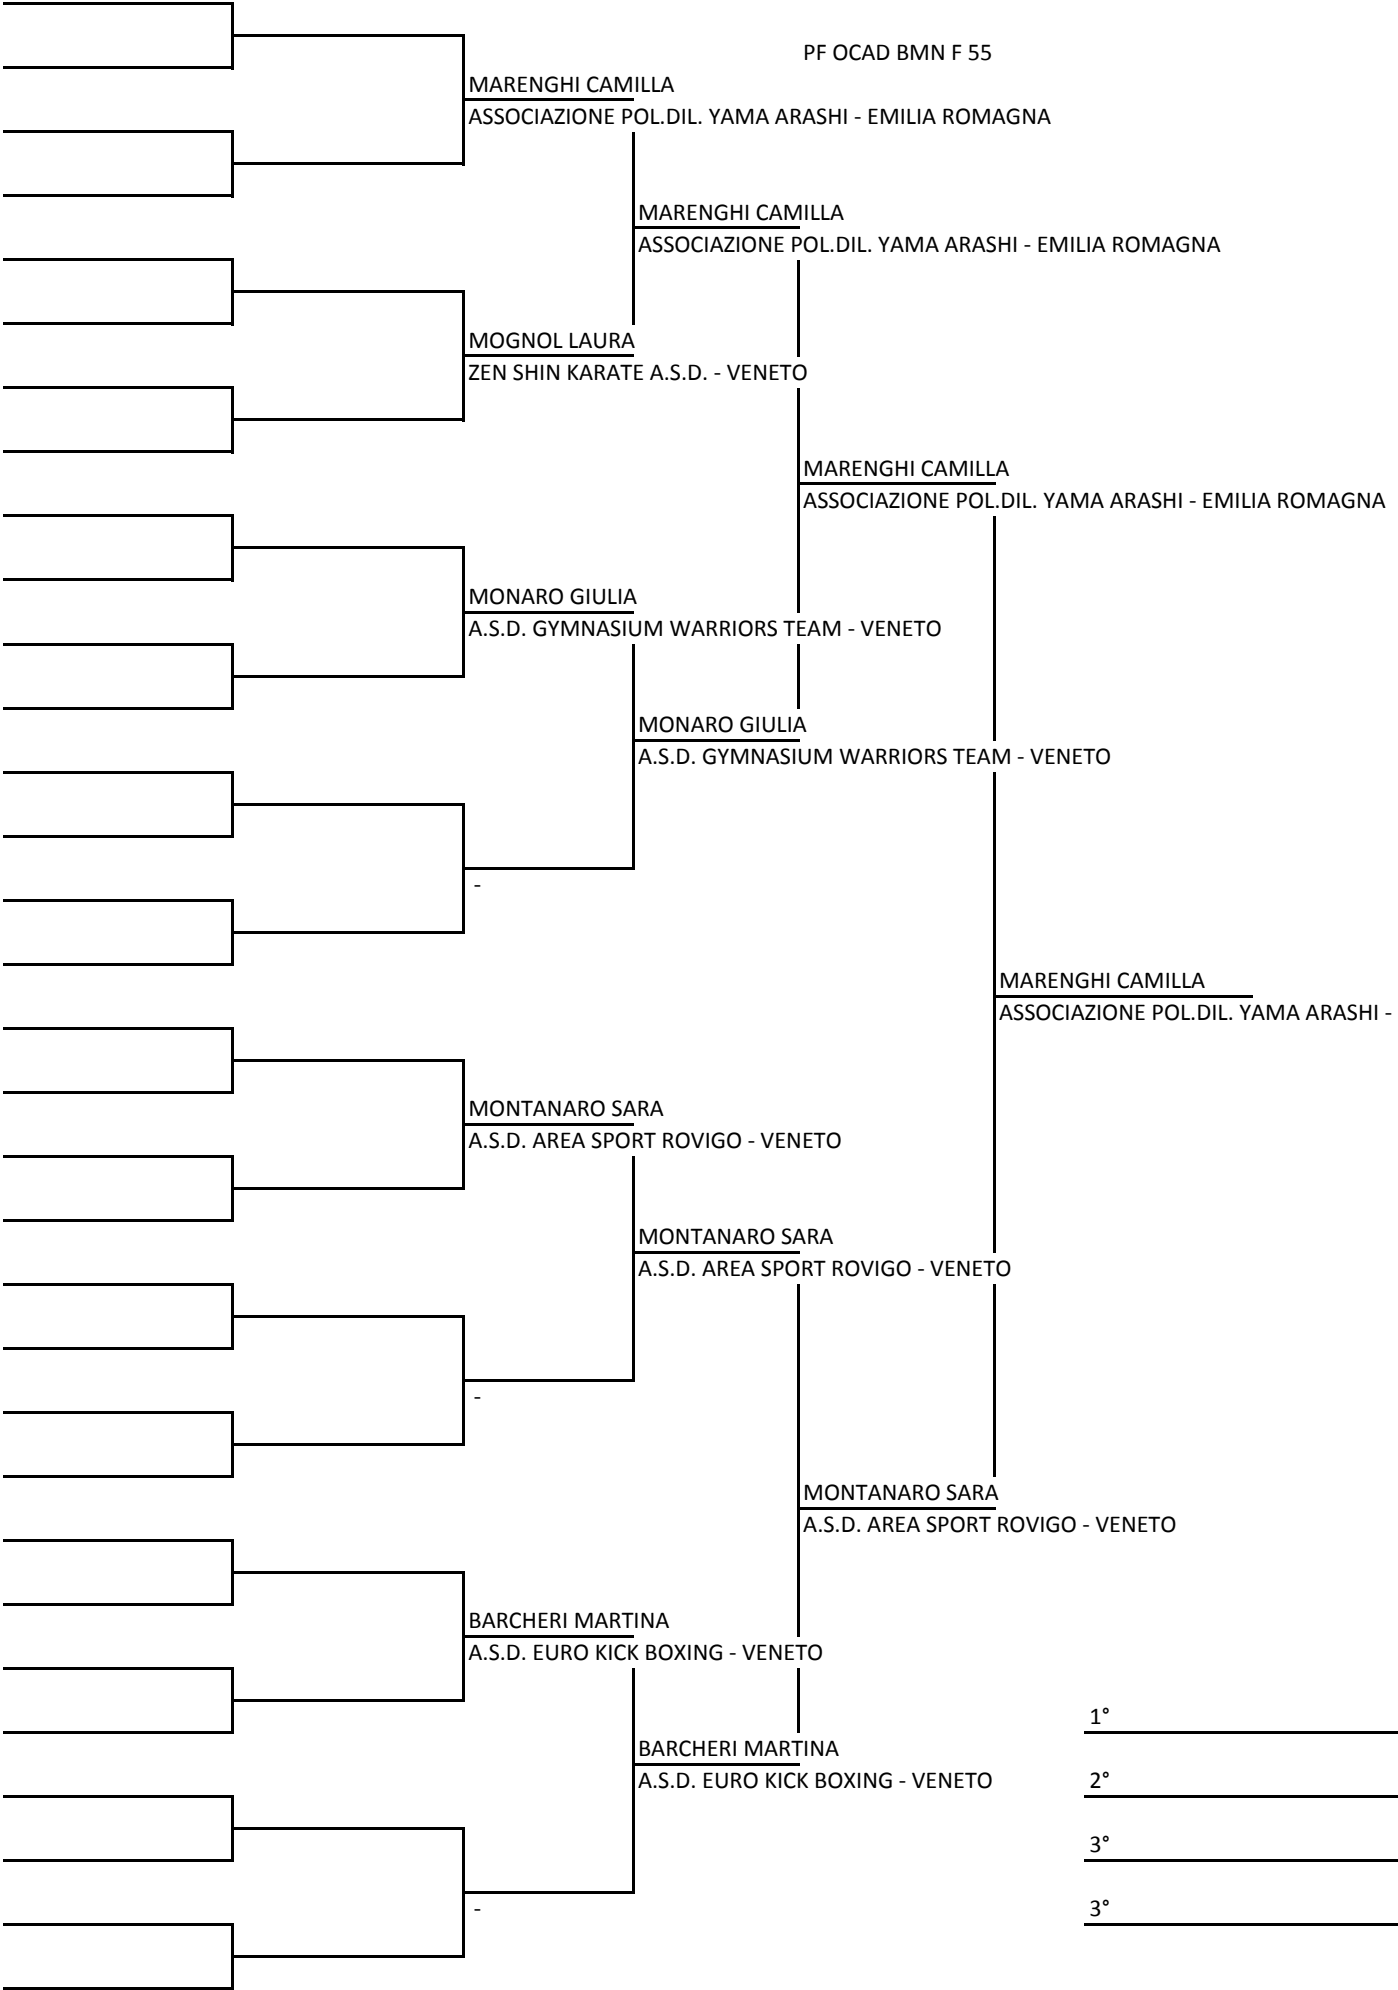 PF OCAD BMN F 55
MARENGHI CAMILLA
ASSOCIAZIONE POL.DIL. YAMA ARASHI - EMILIA ROMAGNA
MARENGHI CAMILLA
ASSOCIAZIONE POL.DIL. YAMA ARASHI - EMILIA ROMAGNA
MOGNOL LAURA
ZEN SHIN KARATE A.S.D. - VENETO
MARENGHI CAMILLA
ASSOCIAZIONE POL.DIL. YAMA ARASHI - EMILIA ROMAGNA
MONARO GIULIA
A.S.D. GYMNASIUM WARRIORS TEAM - VENETO
MONARO GIULIA
A.S.D. GYMNASIUM WARRIORS TEAM - VENETO
-
MARENGHI CAMILLA
ASSOCIAZIONE POL.DIL. YAMA ARASHI -
MONTANARO SARA
A.S.D. AREA SPORT ROVIGO - VENETO
MONTANARO SARA
A.S.D. AREA SPORT ROVIGO - VENETO
-
MONTANARO SARA
A.S.D. AREA SPORT ROVIGO - VENETO
BARCHERI MARTINA
A.S.D. EURO KICK BOXING - VENETO
1°
BARCHERI MARTINA
A.S.D. EURO KICK BOXING - VENETO
2°
3°
-
3°